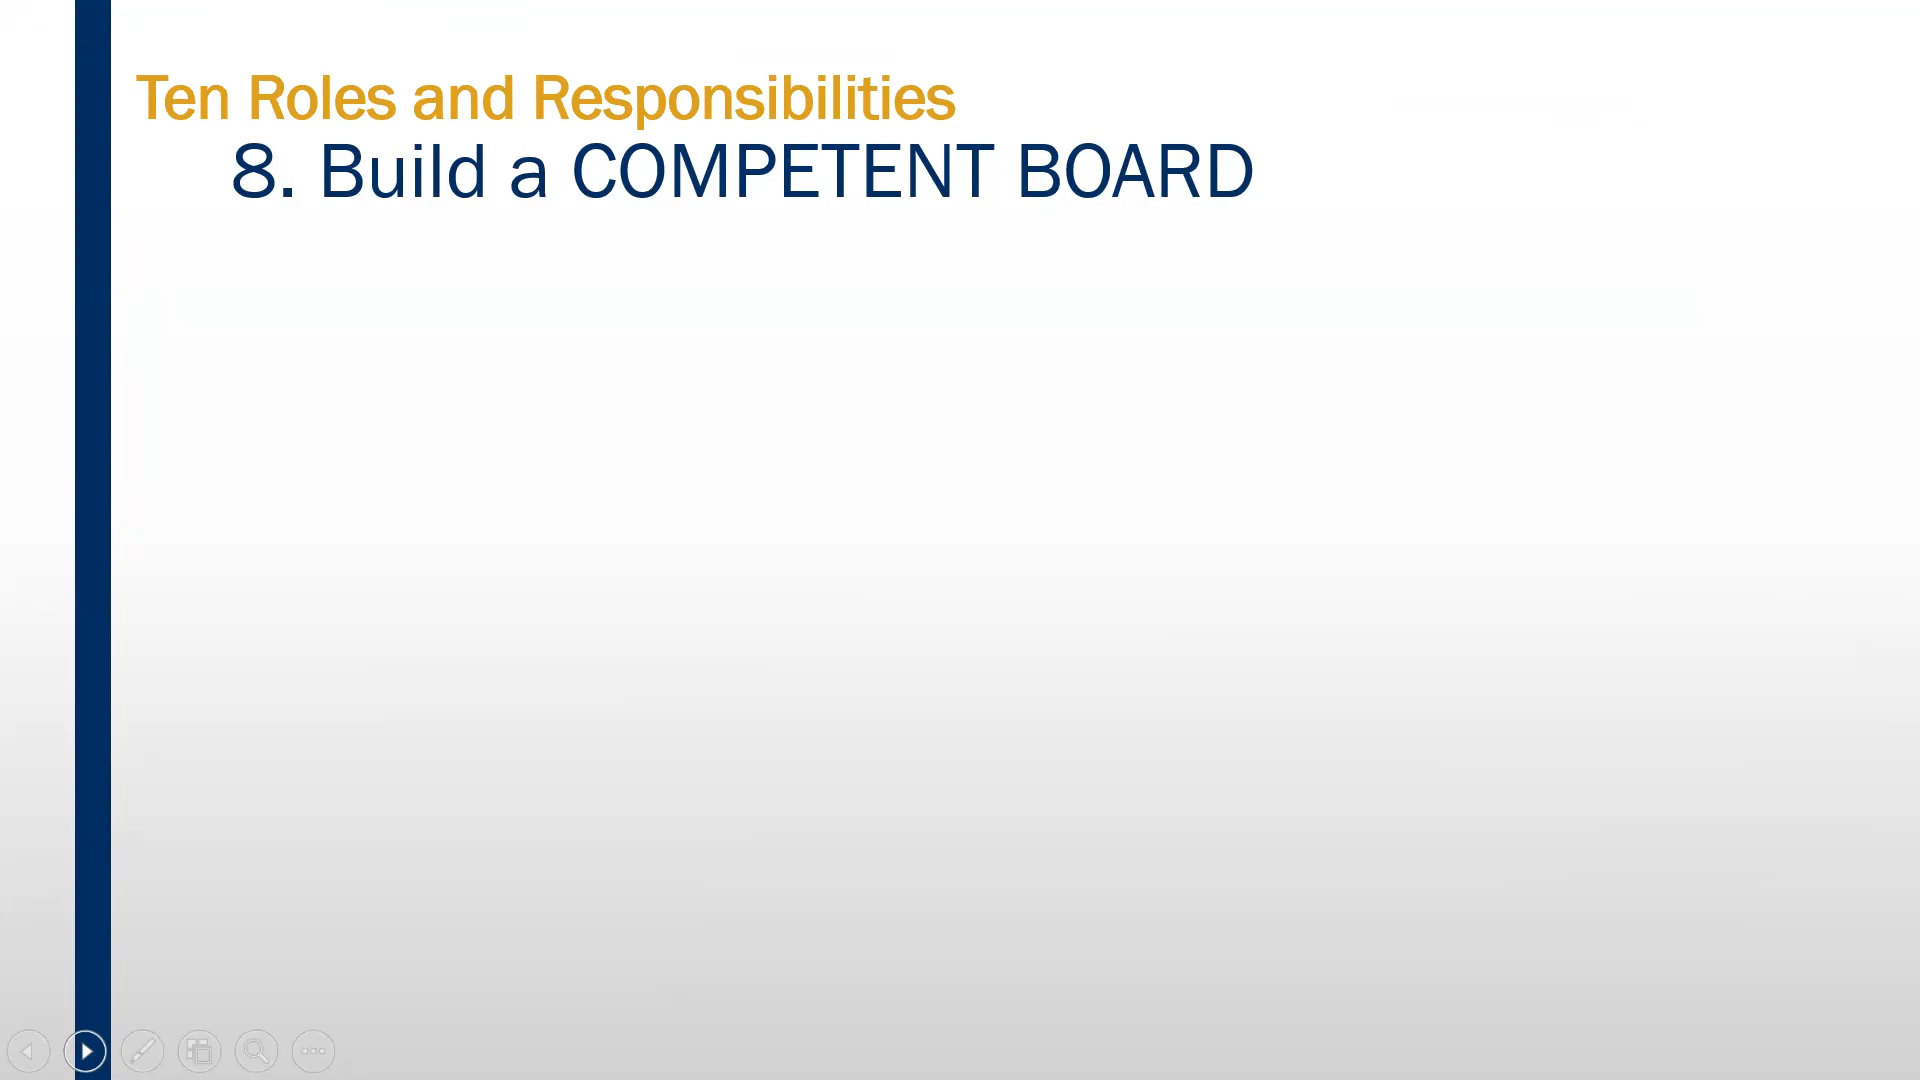 Ten Roles and Responsibilities
8. Build a COMPETENT BOARD